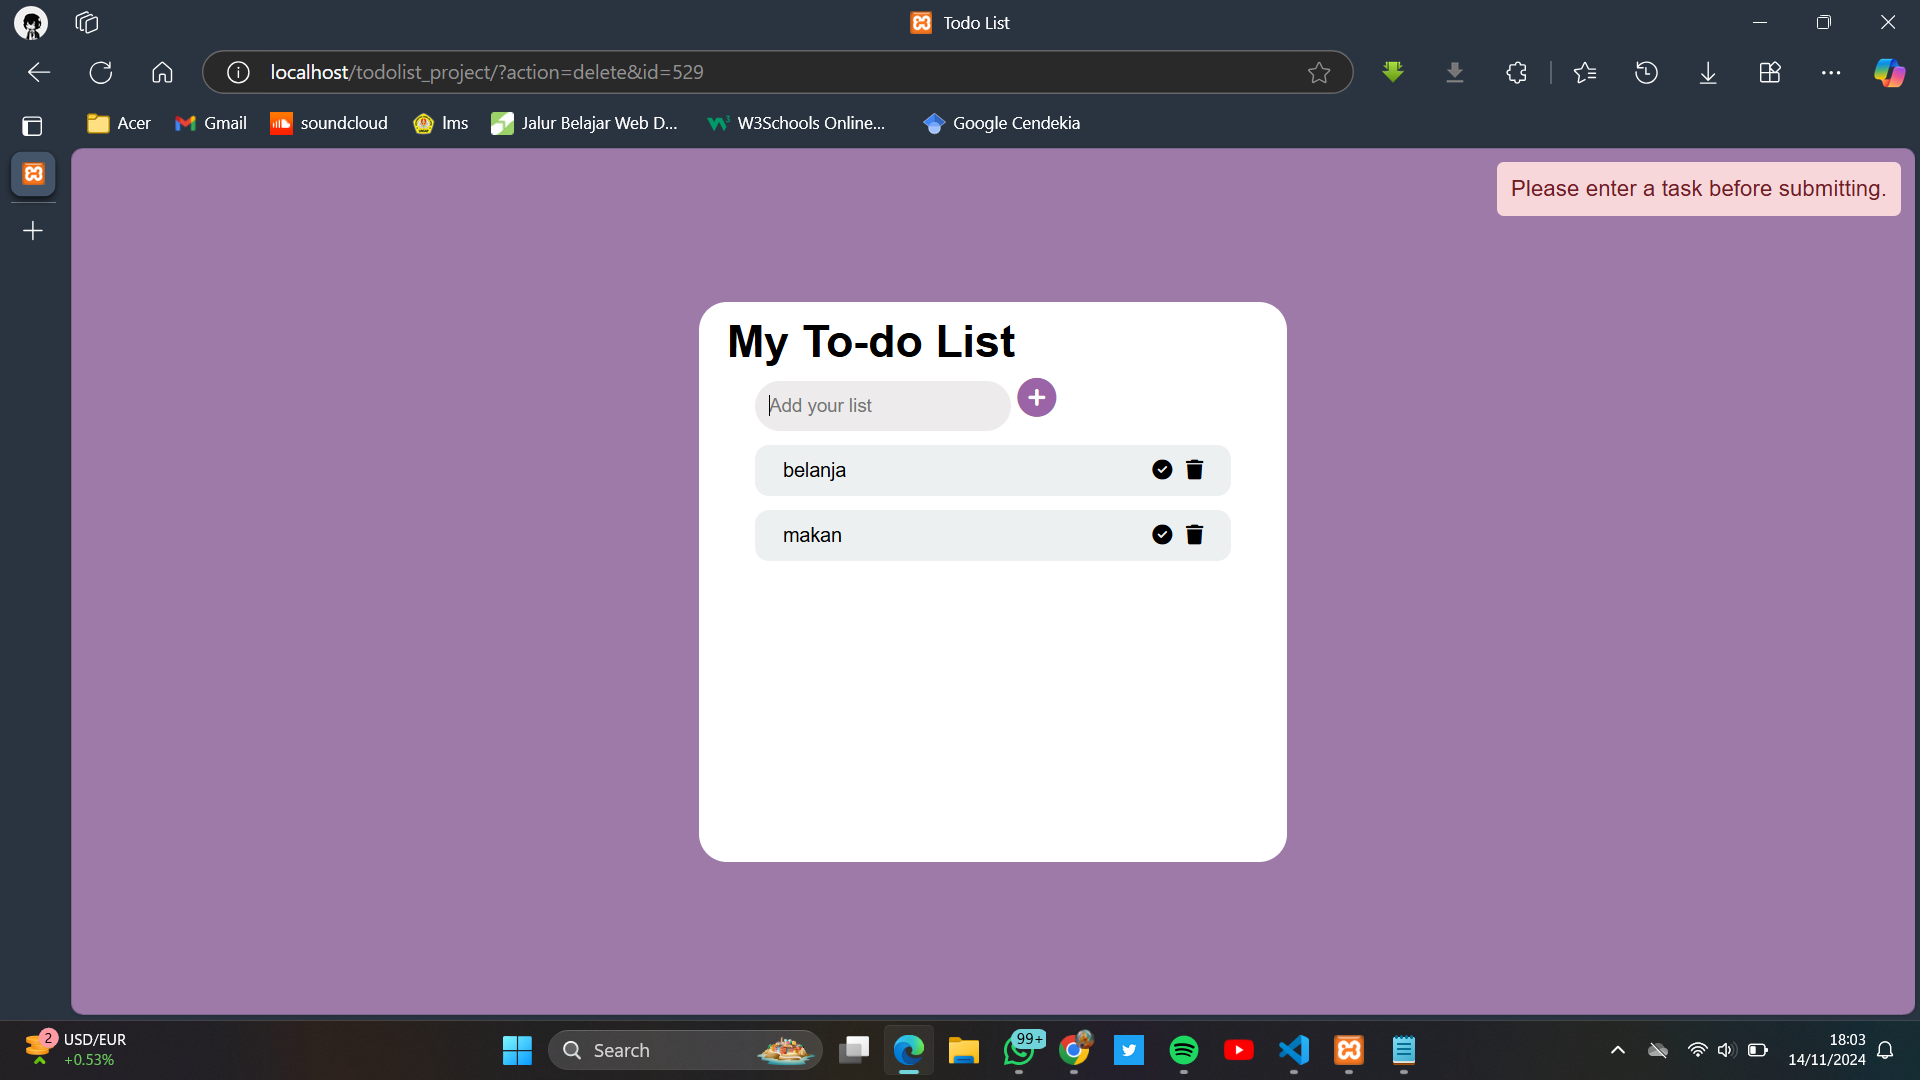 Todo List
localhost/todolist_project/?action=delete&id=529
Acer
Gmail
soundcloud
lms
Jalur Belajar Web D...
W3Schools Online...
Google Cendekia
Please enter a task before submitting.
My To-do List
Add your list
belanja
makan
2
USD/EUR
+0.53%
Search
99+
18:03
14/11/2024